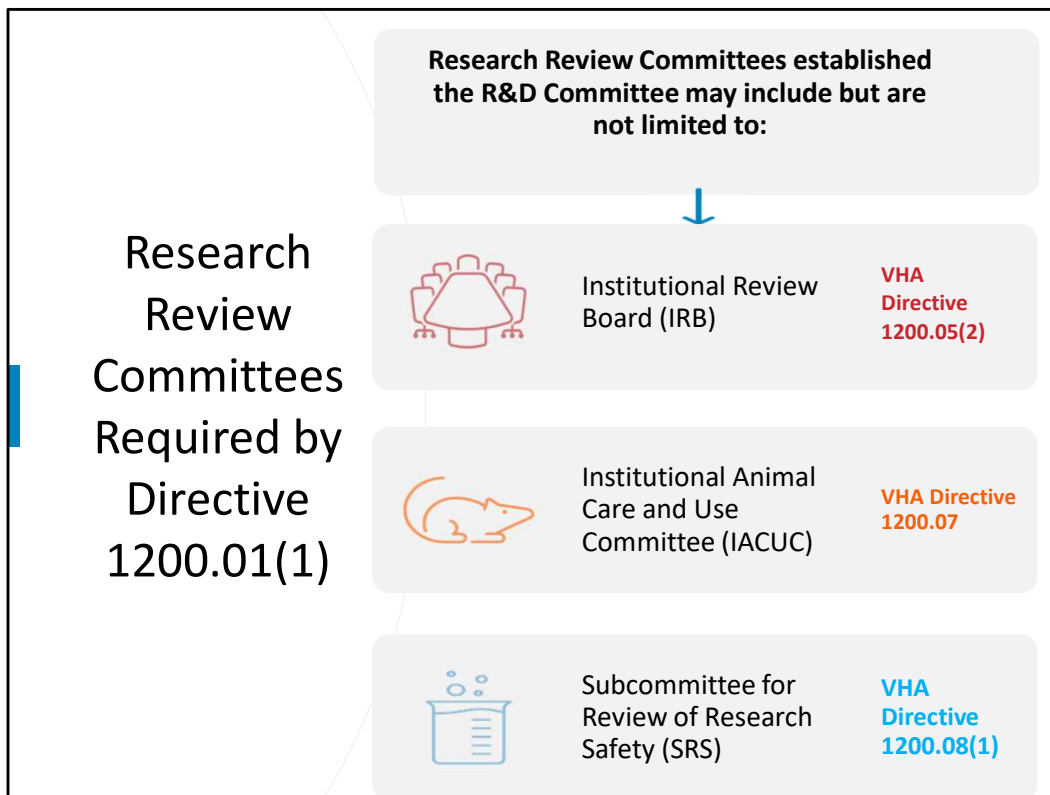 Research
Review
Committees
Required by
Directive
1200.01(1)
Research Review Committees established
the R&D Committee may include but are
not limited to:
Institutional Review
Board (IRB)
VHA
Directive
1200.05(2)
Institutional Animal
Care and Use
Committee (IACUC)
VHA Directive
1200.07
Subcommittee for
Review of Research
Safety (SRS)
VHA
Directive
1200.08(1)